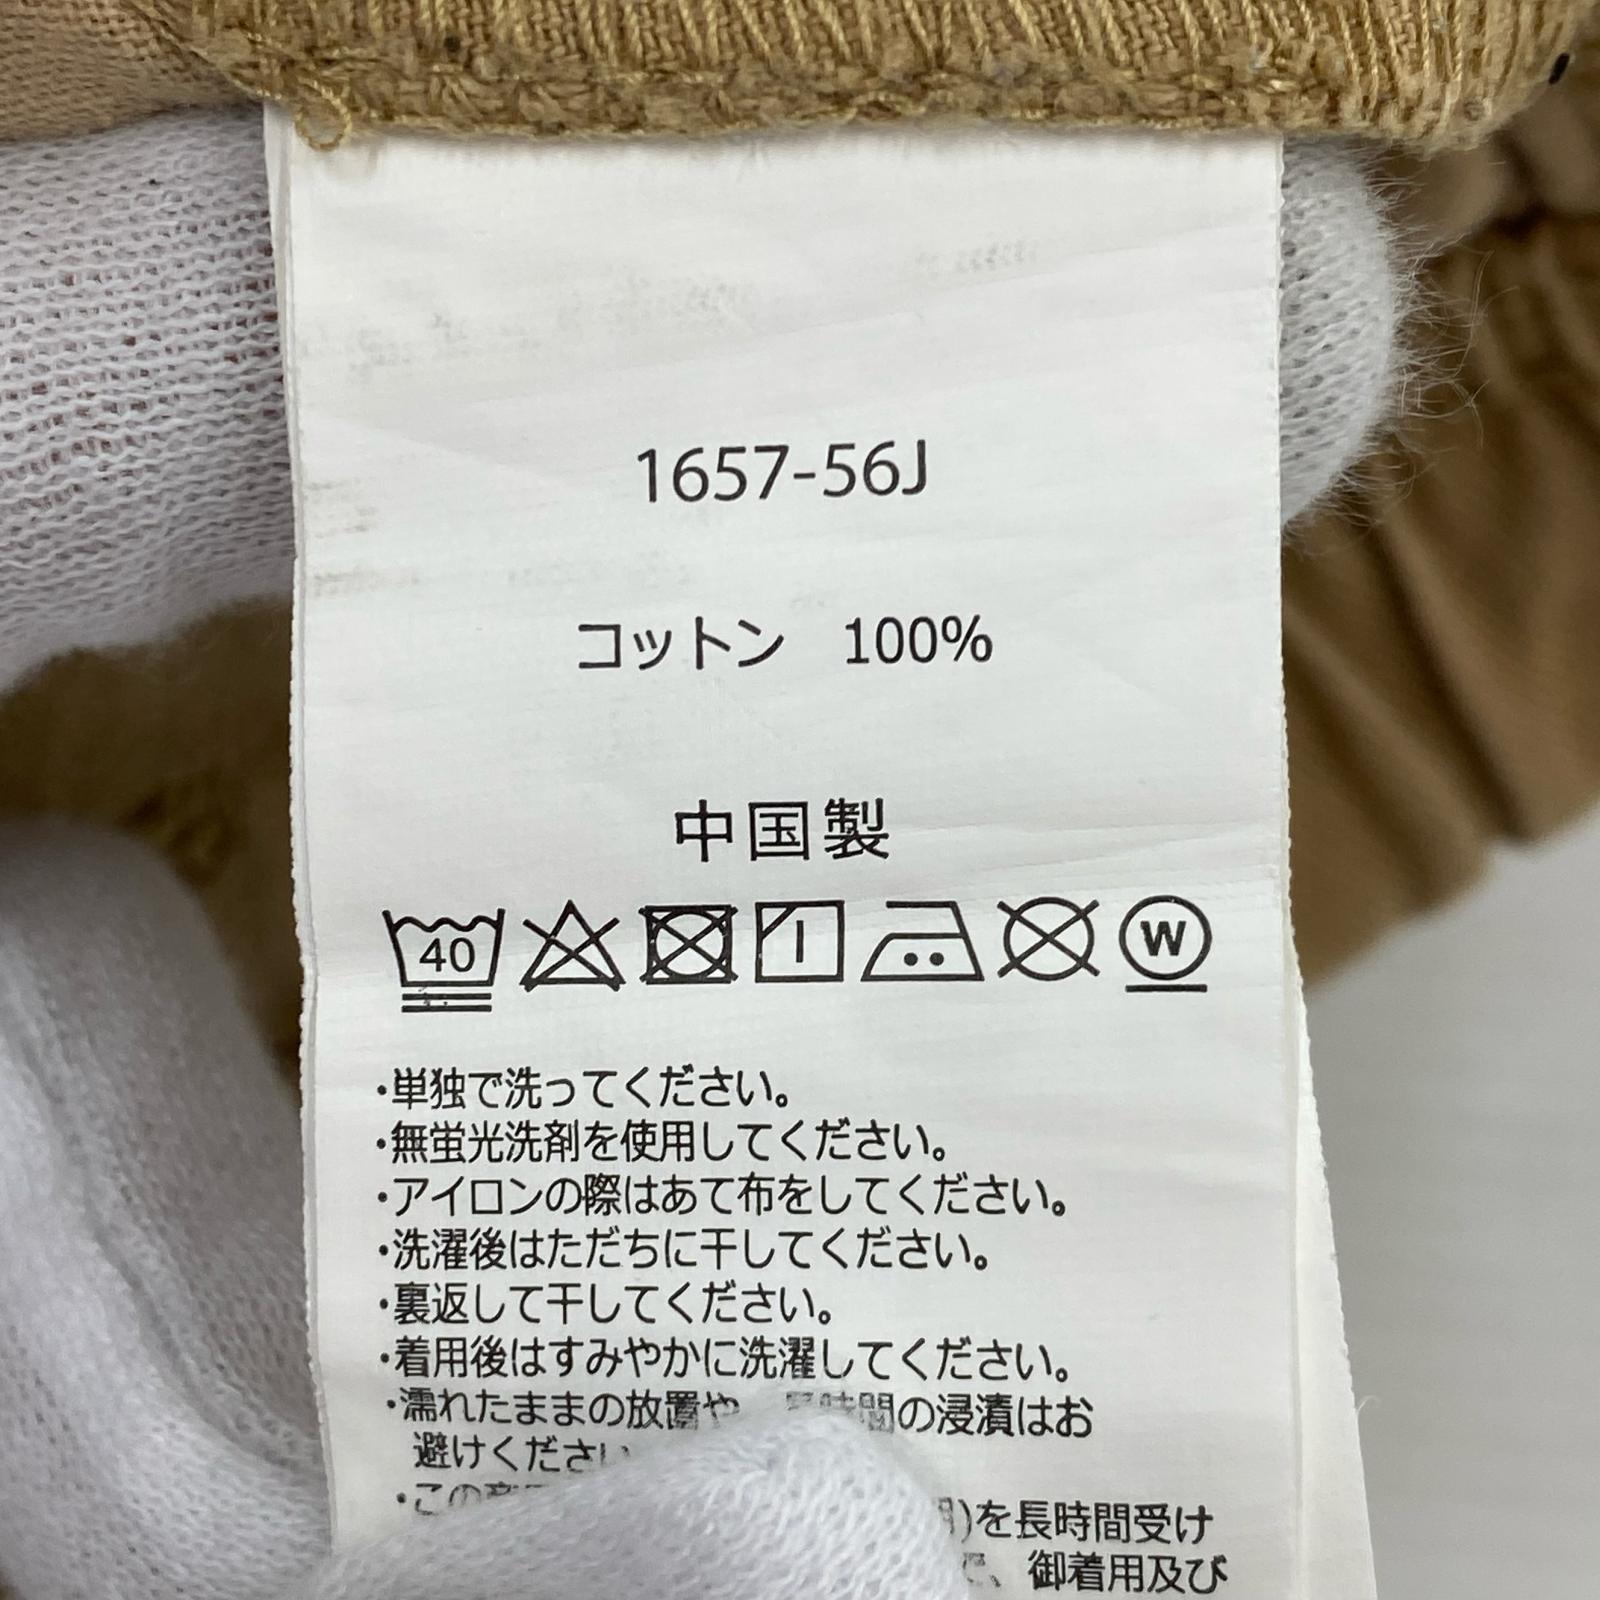 1657-56J
コットン 100%
中国製
40 W
・単独で洗ってください。
・無蛍光洗剤を使用してください。
・アイロンの際はあて布をしてください。
・洗濯後はただちに干してください。
・裏返して干してください。
・着用後はすみやかに洗濯してください。
・濡れたままの放置や 長時間の浸漬はお
避けください
・この
)を長時間受け
、御着用及び